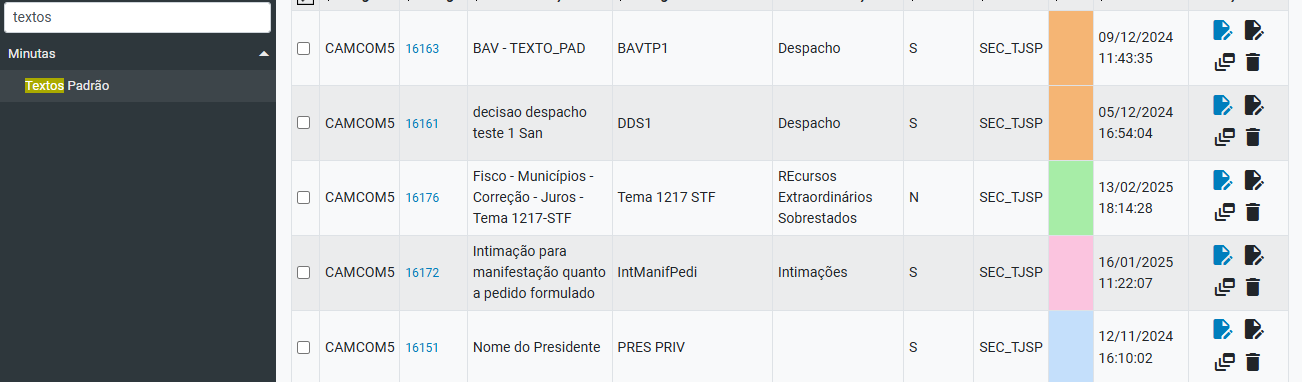 textos
Minutas
Textos Padrão
CAMCOM5 16163 BAV - TEXTO_PAD BAVTP1 Despacho S SEC_TJSP 09/12/2024
11:43:35
CAMCOM5 16161 decisao despacho
teste 1 San DDS1 Despacho S SEC_TJSP 05/12/2024
16:54:04
CAMCOM5 16176 Fisco - Municípios -
Correção - Juros -
Tema 1217-STF Tema 1217 STF REcursos
Extraordinários
Sobrestados N SEC_TJSP 13/02/2025
18:14:28
CAMCOM5 16172 Intimação para
manifestação quanto
a pedido formulado IntManifPedi Intimações S SEC_TJSP 16/01/2025
11:22:07
CAMCOM5 16151 Nome do Presidente PRES PRIV S SEC_TJSP 12/11/2024
16:10:02